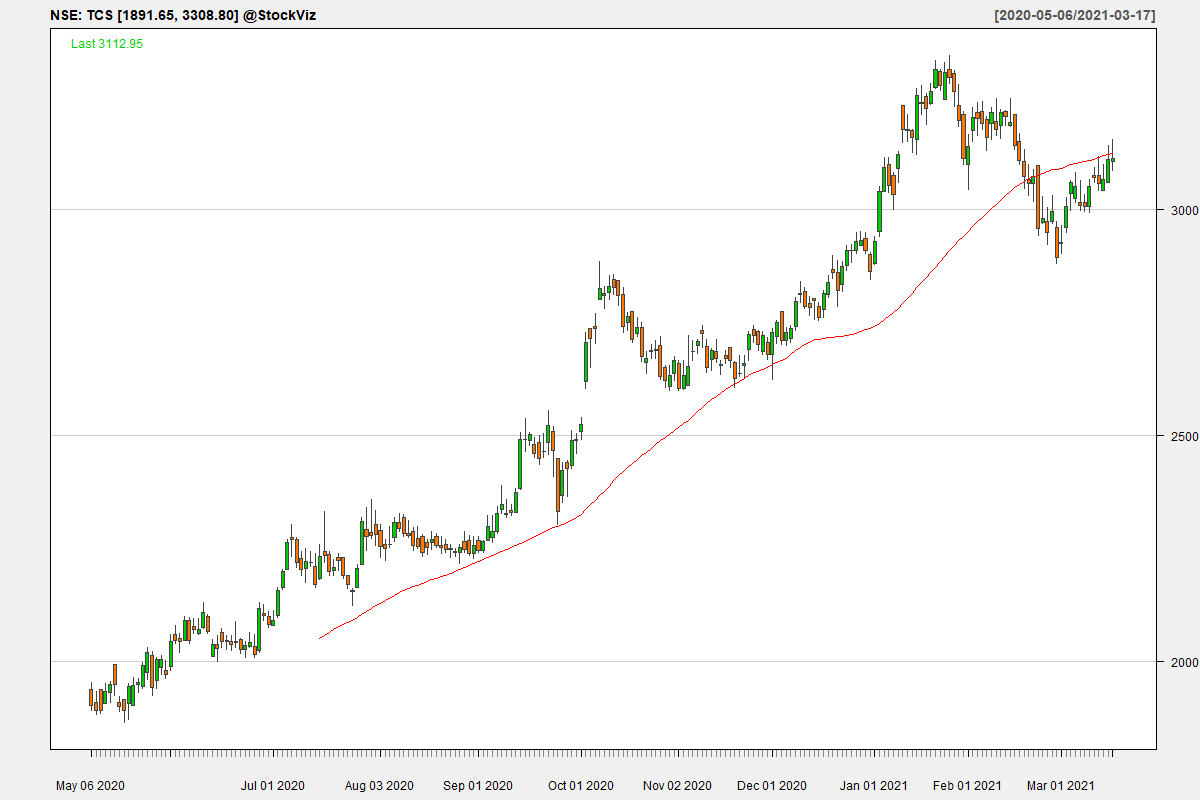 NSE: TCS [1891.65, 3308.80] @StockViz
[2020-05-06/2021-03-17]
Last 3112.95
3000
2500
2000
May 06 2020
Jul 01 2020
Aug 03 2020
Sep 01 2020
Oct 01 2020
Nov 02 2020
Dec 01 2020
Jan 01 2021
Feb 01 2021
Mar 01 2021